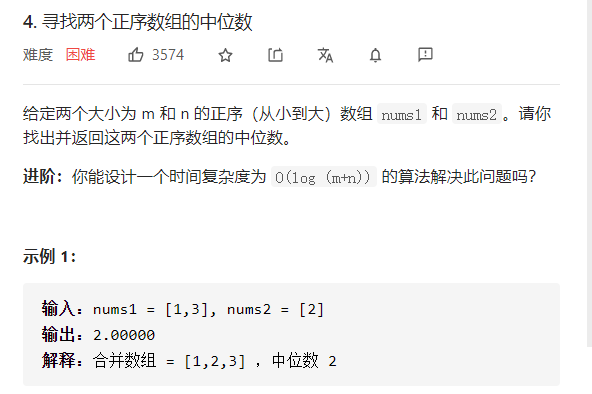 4. 寻找两个正序数组的中位数
难度 困难 3574
给定两个大小为 m 和 n 的正序（从小到大）数组 nums1 和 nums2。请你
找出并返回这两个正序数组的中位数。
进阶：你能设计一个时间复杂度为 O(log (m+n)) 的算法解决此问题吗？
示例 1：
输入：nums1 = [1,3], nums2 = [2]
输出：2.00000
解释：合并数组 = [1,2,3] ，中位数 2